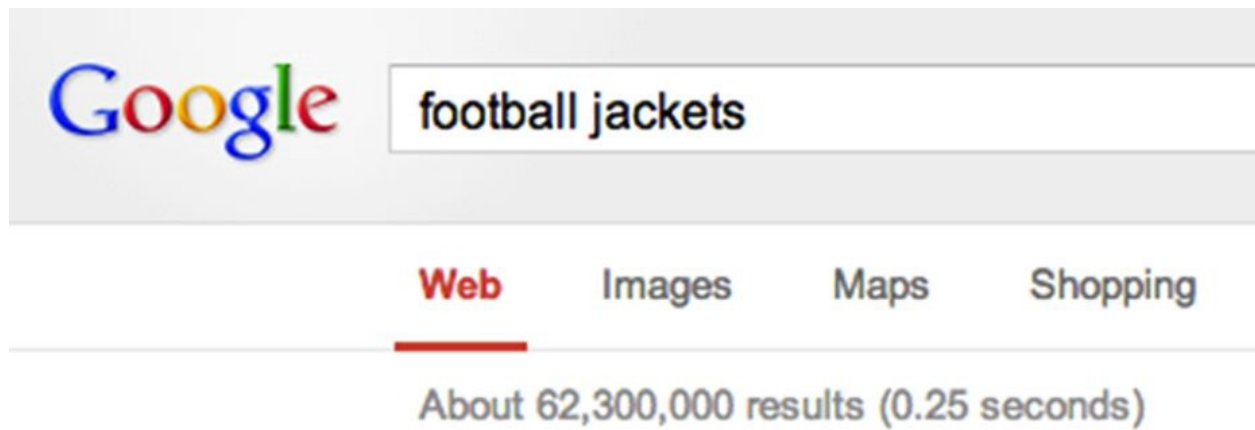 Google football jackets
Web Images Maps Shopping
About 62,300,000 results (0.25 seconds)